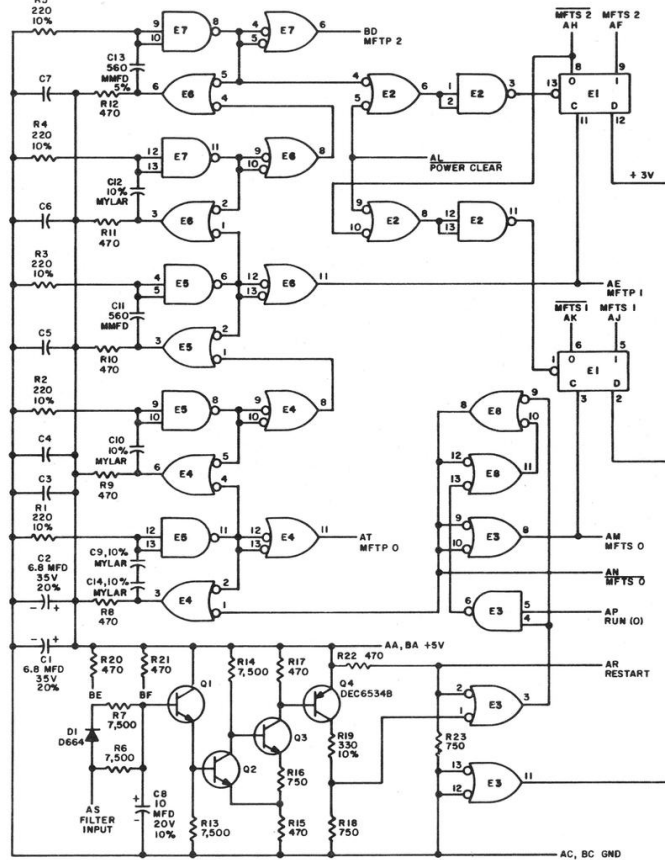 R5
220
10%
9
10
E7
8
4
5
E7
6
BD
MFTP 2
MFTS 2
AH
MFTS 2
AF
C13
560
MMFD
5%
C7
R12
470
6
E6
5
4
4
5
E2
6
1
2
E2
3
13
8
9
0
1
E1
C
D
11
12
R4
220
10%
12
13
E7
11
9
10
E6
8
AL
POWER CLEAR
+ 3V
C12
10%
MYLAR
C6
R11
470
3
E6
2
1
9
10
E2
8
12
13
E2
11
R3
220
10%
4
5
E5
6
12
13
E6
11
AE
MFTP 1
C11
560
MMFD
MFTS 1
AK
MFTS 1
AJ
C5
R10
470
3
E5
2
1
6
5
1
0
1
E1
C
D
3
2
R2
220
10%
9
10
E5
8
9
10
E4
8
8
E8
9
10
C4
C10
10%
MYLAR
C3
R9
470
6
E4
5
4
12
13
E8
11
R1
220
10%
12
13
E5
11
12
13
E4
11
AT
MFTP 0
9
10
E3
8
AM
MFTS 0
C2
6.8 MFD
35V
20%
- +
C9, 10%
MYLAR
C14, 10%
MYLAR
R8
470
3
E4
2
1
AN
MFTS 0
6
E3
5
4
AP
RUN (0)
- +
C1
6.8 MFD
35V
20%
AA, BA +5V
R20
470
R21
470
BE
BF
Q1
R14
7,500
R17
470
Q4
DEC6534B
R22 470
AR
RESTART
D1
D664
R7
7,500
R6
7,500
Q3
R19
330
10%
2
1
E3
3
Q2
R23
750
AS
FILTER
INPUT
+
C8
10
MFD
20V
10%
R13
7,500
R16
750
R15
470
R18
750
13
12
E3
11
AC, BC GND